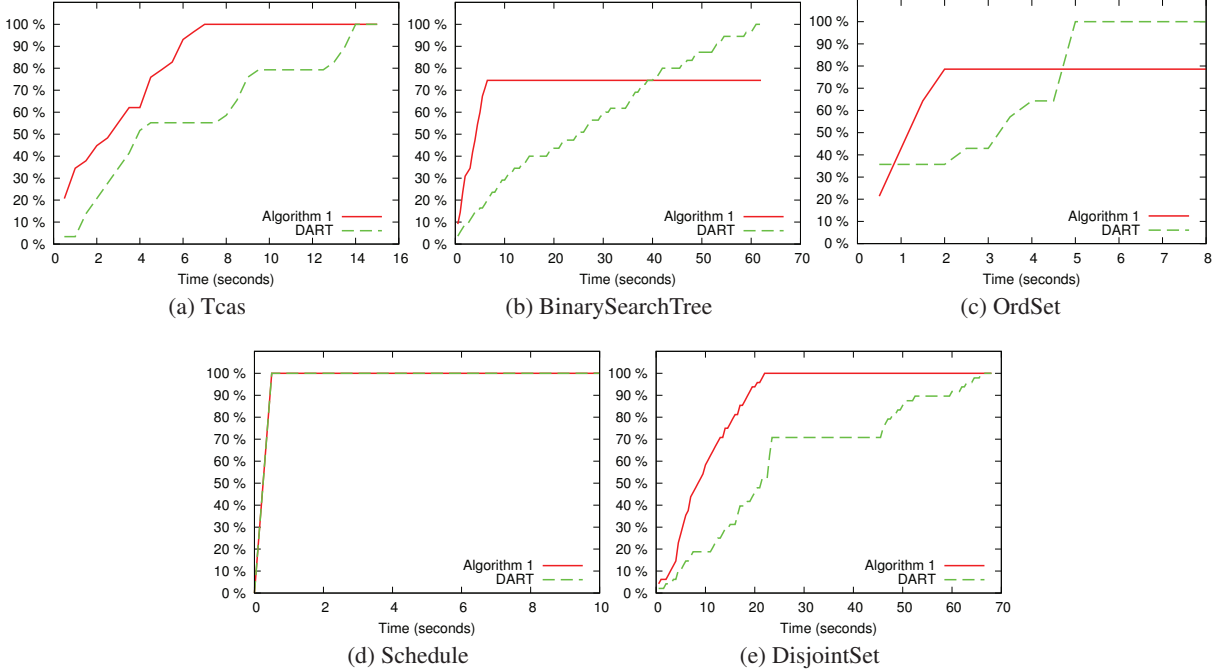 100 %
90 %
80 %
70 %
60 %
50 %
40 %
30 %
20 %
10 %
0 %
0 2 4 6 8 10 12 14 16
Time (seconds)
Algorithm 1
DART
(a) Tcas
100 %
90 %
80 %
70 %
60 %
50 %
40 %
30 %
20 %
10 %
0 %
0 10 20 30 40 50 60 70
Time (seconds)
Algorithm 1
DART
(b) BinarySearchTree
100 %
90 %
80 %
70 %
60 %
50 %
40 %
30 %
20 %
10 %
0 %
0 1 2 3 4 5 6 7 8
Time (seconds)
Algorithm 1
DART
(c) OrdSet
100 %
90 %
80 %
70 %
60 %
50 %
40 %
30 %
20 %
10 %
0 %
0 2 4 6 8 10
Time (seconds)
Algorithm 1
DART
(d) Schedule
100 %
90 %
80 %
70 %
60 %
50 %
40 %
30 %
20 %
10 %
0 %
0 10 20 30 40 50 60 70
Time (seconds)
Algorithm 1
DART
(e) DisjointSet